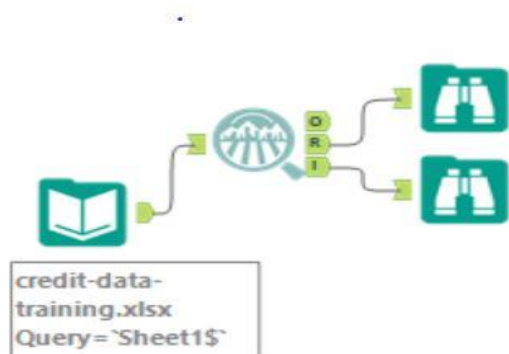 O
R
I
credit-data-
training.xlsx
Query=`Sheet1$`